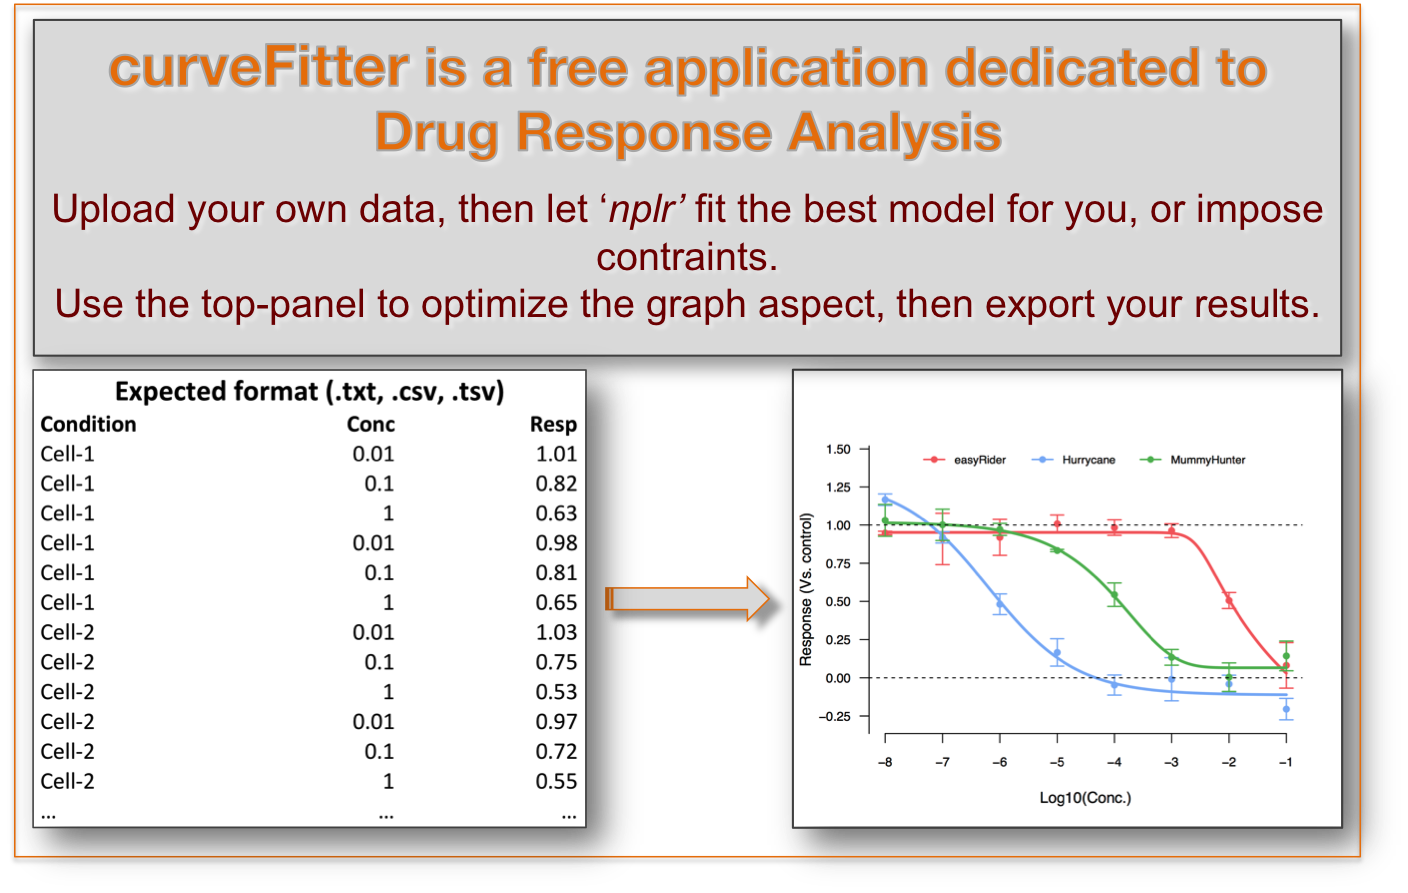 curveFitter is a free application dedicated to
Drug Response Analysis
Upload your own data, then let ‘nplr’ fit the best model for you, or impose
contraints.
Use the top-panel to optimize the graph aspect, then export your results.
Expected format (.txt, .csv, .tsv)
Condition Conc Resp
Cell-1 0.01 1.01
Cell-1 0.1 0.82
Cell-1 1 0.63
Cell-1 0.01 0.98
Cell-1 0.1 0.81
Cell-1 1 0.65
Cell-2 0.01 1.03
Cell-2 0.1 0.75
Cell-2 1 0.53
Cell-2 0.01 0.97
Cell-2 0.1 0.72
Cell-2 1 0.55
... ... ...
easyRider Hurrycane MummyHunter
Response (Vs. control)
1.50
1.25
1.00
0.75
0.50
0.25
0.00
−0.25
−8 −7 −6 −5 −4 −3 −2 −1
Log10(Conc.)